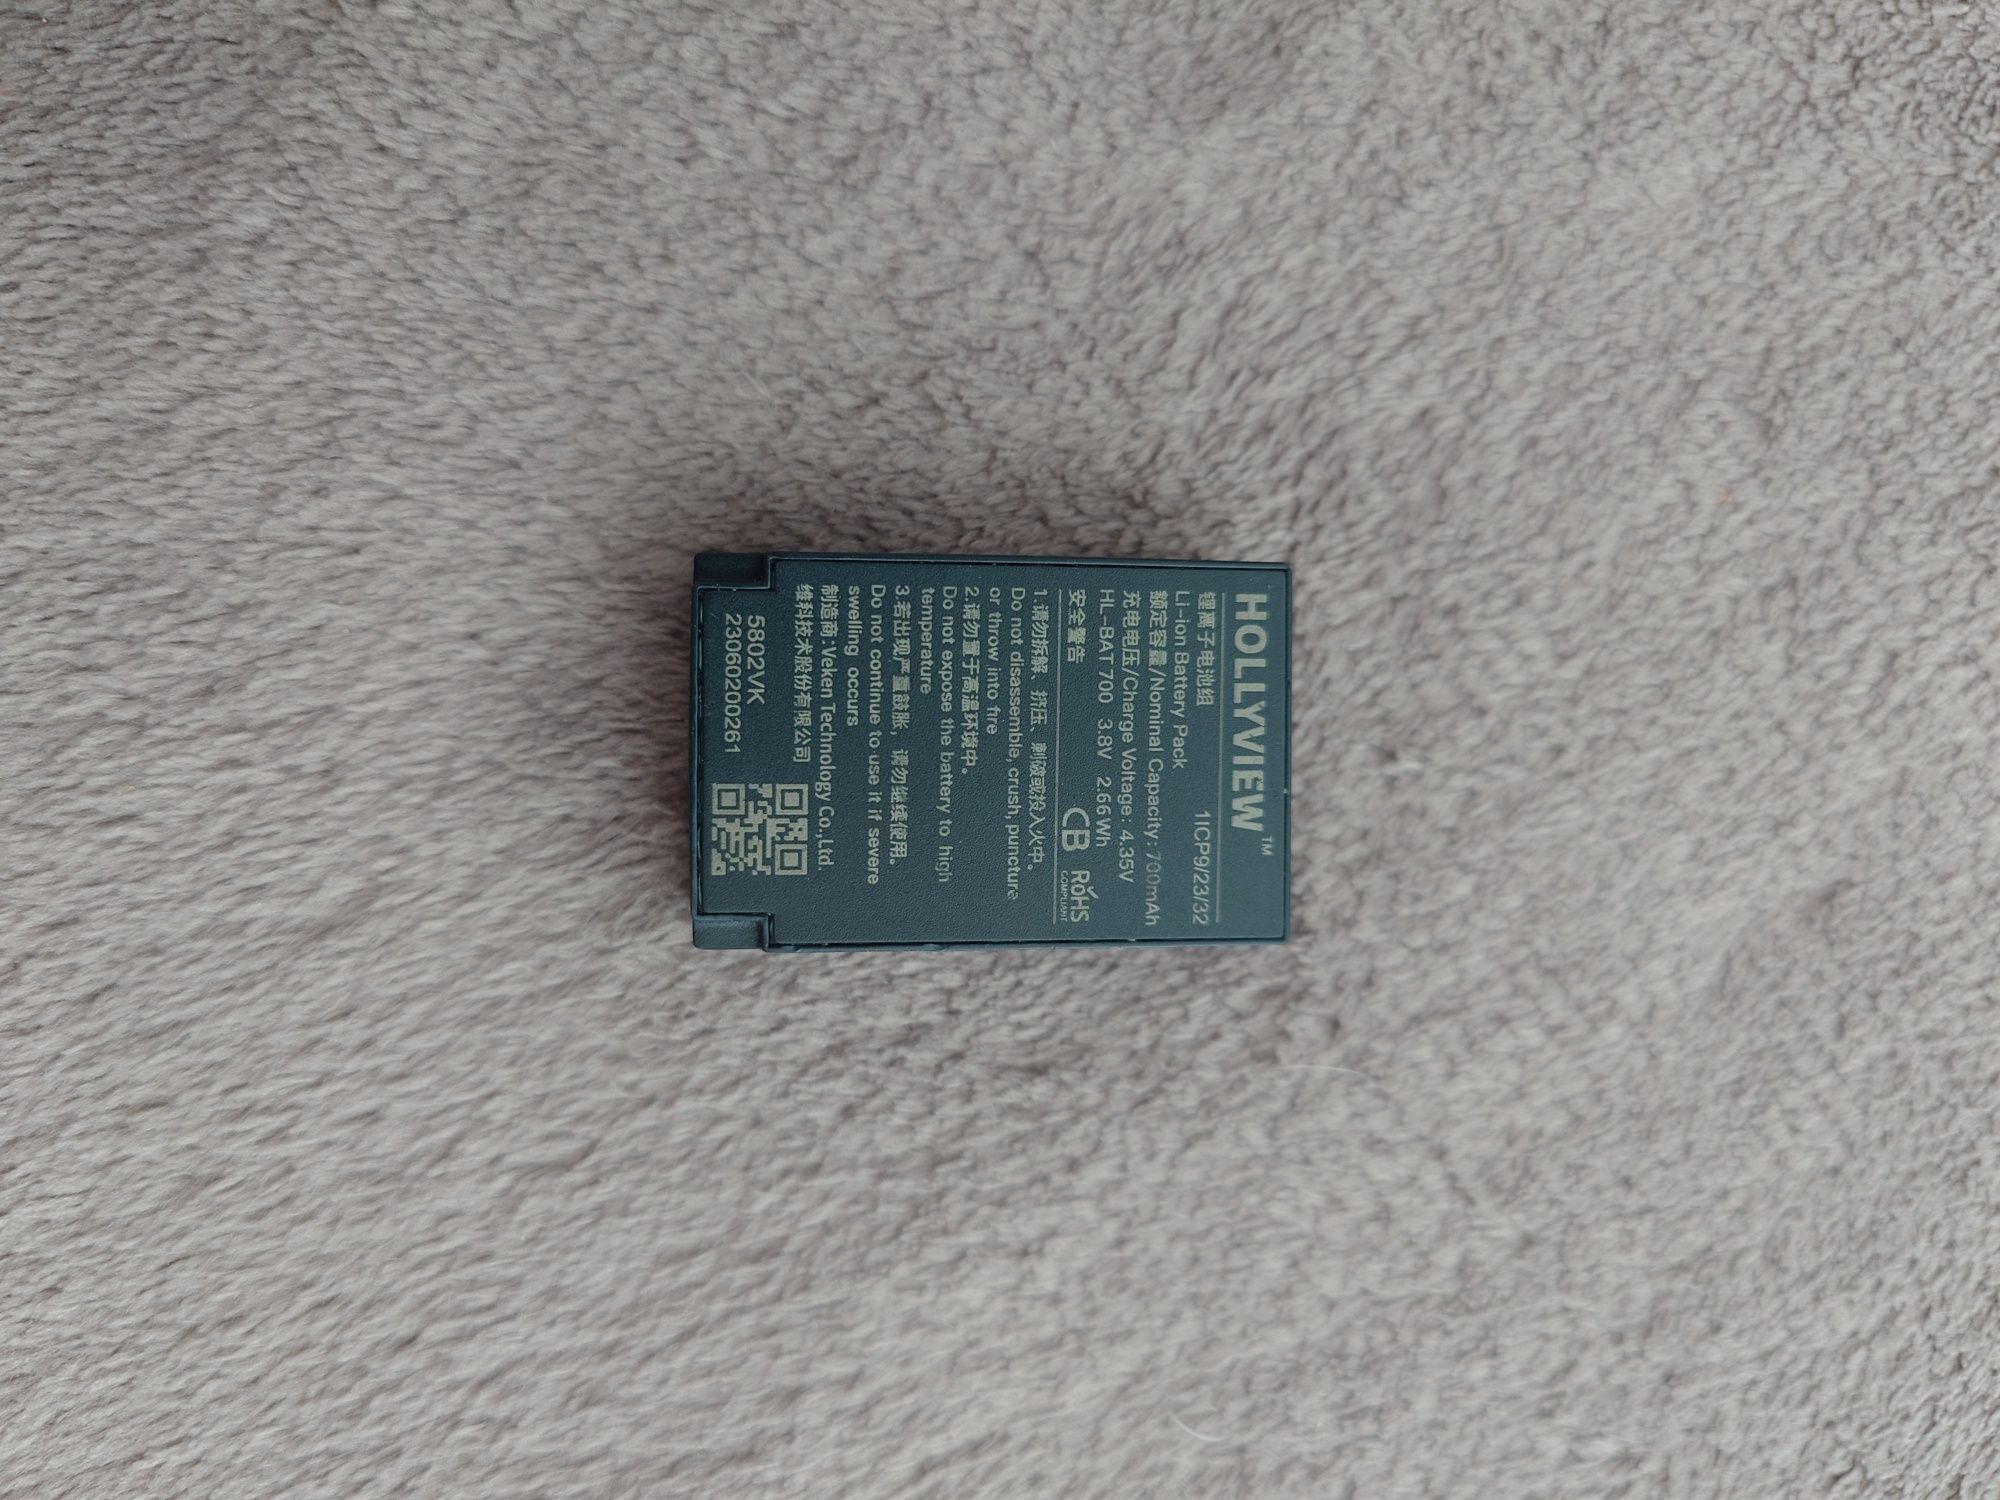 HOLLYVIEW™
锂离子电池组 1ICP9/23/32
Li-ion Battery Pack
额定容量/Nominal Capacity: 700mAh
充电电压/Charge Voltage: 4.35V
HL-BAT700 3.8V 2.66Wh
安全警告 CB RoHS
COMPLIANT
1.请勿拆解、挤压、刺破或投入火中。
Do not disassemble, crush, puncture
or throw into fire
2.请勿置于高温环境中。
Do not expose the battery to high
temperature
3.若出现严重鼓胀，请勿继续使用。
Do not continue to use it if severe
swelling occurs
制造商:Veken Technology Co.,Ltd.
维科技术股份有限公司
5802VK
2306020026​1